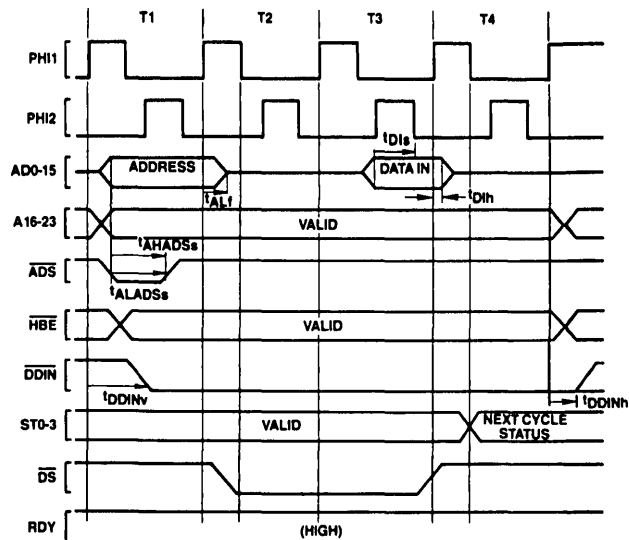 T1 T2 T3 T4
PHI1
PHI2
tDIs
AD0-15 ADDRESS DATA IN
tALf tDIh
A16-23 VALID
tAHADSs
ADS
tALADSs
HBE VALID
DDIN
tDDINv tDDINh
ST0-3 VALID NEXT CYCLE
STATUS
DS
RDY (HIGH)